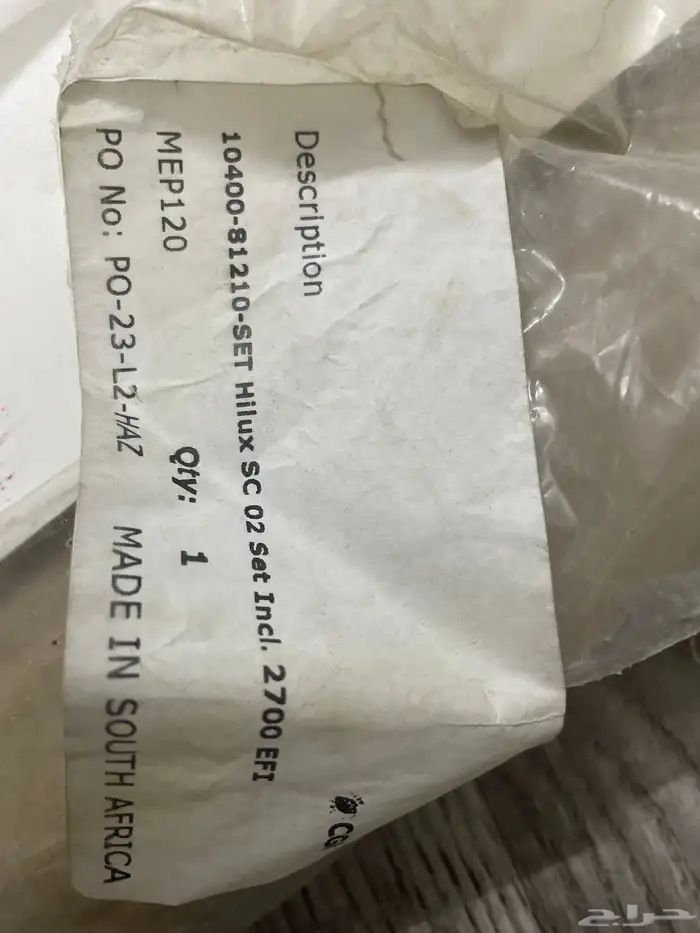 Description
10400-81210-SET Hilux SC 02 Set Incl. 2700 EFI
MEP120 Qty: 1
PO No: PO-23-L2-HAZ MADE IN SOUTH AFRICA
حراج